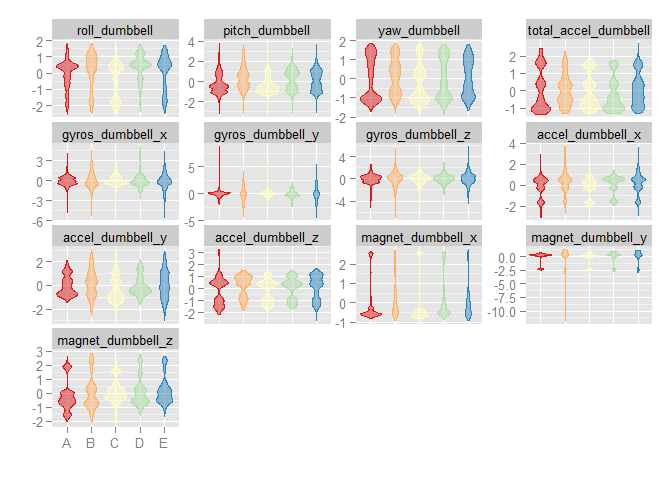 roll_dumbbell pitch_dumbbell yaw_dumbbell total_accel_dumbbell
2 4 2 2
1 2 1 1
0 0 0 0
-1 -2 -1 -1
-2 -2
gyros_dumbbell_x gyros_dumbbell_y gyros_dumbbell_z accel_dumbbell_x
3 5 4 4
0 0 0 2
-3 -5 -4 0
-6 -2
accel_dumbbell_y accel_dumbbell_z magnet_dumbbell_x magnet_dumbbell_y
2 3 2 0.0
0 2 1 -2.5
-2 1 0 -5.0
0 -1 -7.5
-1 -10.0
-2
magnet_dumbbell_z
3
2
1
0
-1
-2
A B C D E